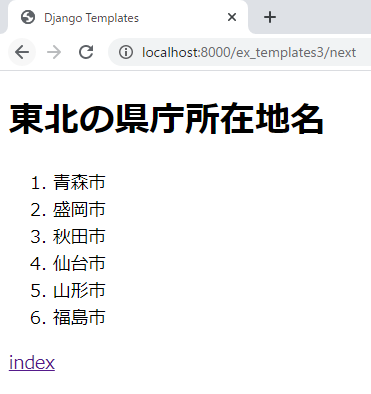 Django Templates
localhost:8000/ex_templates3/next
東北の県庁所在地名
1. 青森市
2. 盛岡市
3. 秋田市
4. 仙台市
5. 山形市
6. 福島市
index